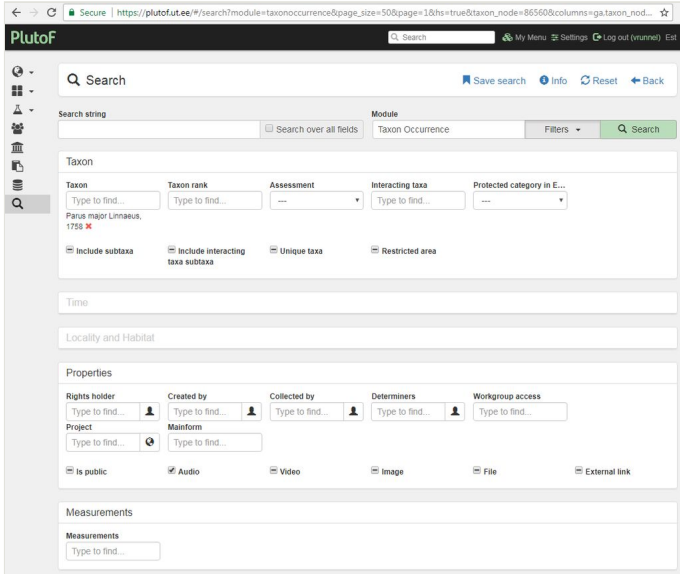 Secure | https://plutof.ut.ee/#/search?module=taxonoccurrence&page_size=50&page=1&hs=true&taxon_node=86560&columns=ga.taxon_nod...
PlutoF
Search
My Menu Settings Log out (vrunnel) Est
Search
Save search Info Reset Back
Search string Module
Search over all fields Taxon Occurrence Filters Search
Taxon
Taxon Taxon rank Assessment Interacting taxa Protected category in E...
Type to find... Type to find... --- Type to find... ---
Parus major Linnaeus,
1758
Include subtaxa Include interacting Unique taxa Restricted area
taxa subtaxa
Time
Locality and Habitat
Properties
Rights holder Created by Collected by Determiners Workgroup access
Type to find... Type to find... Type to find... Type to find... Type to find...
Project Mainform
Type to find... Type to find...
Is public Audio Video Image File External link
Measurements
Measurements
Type to find...